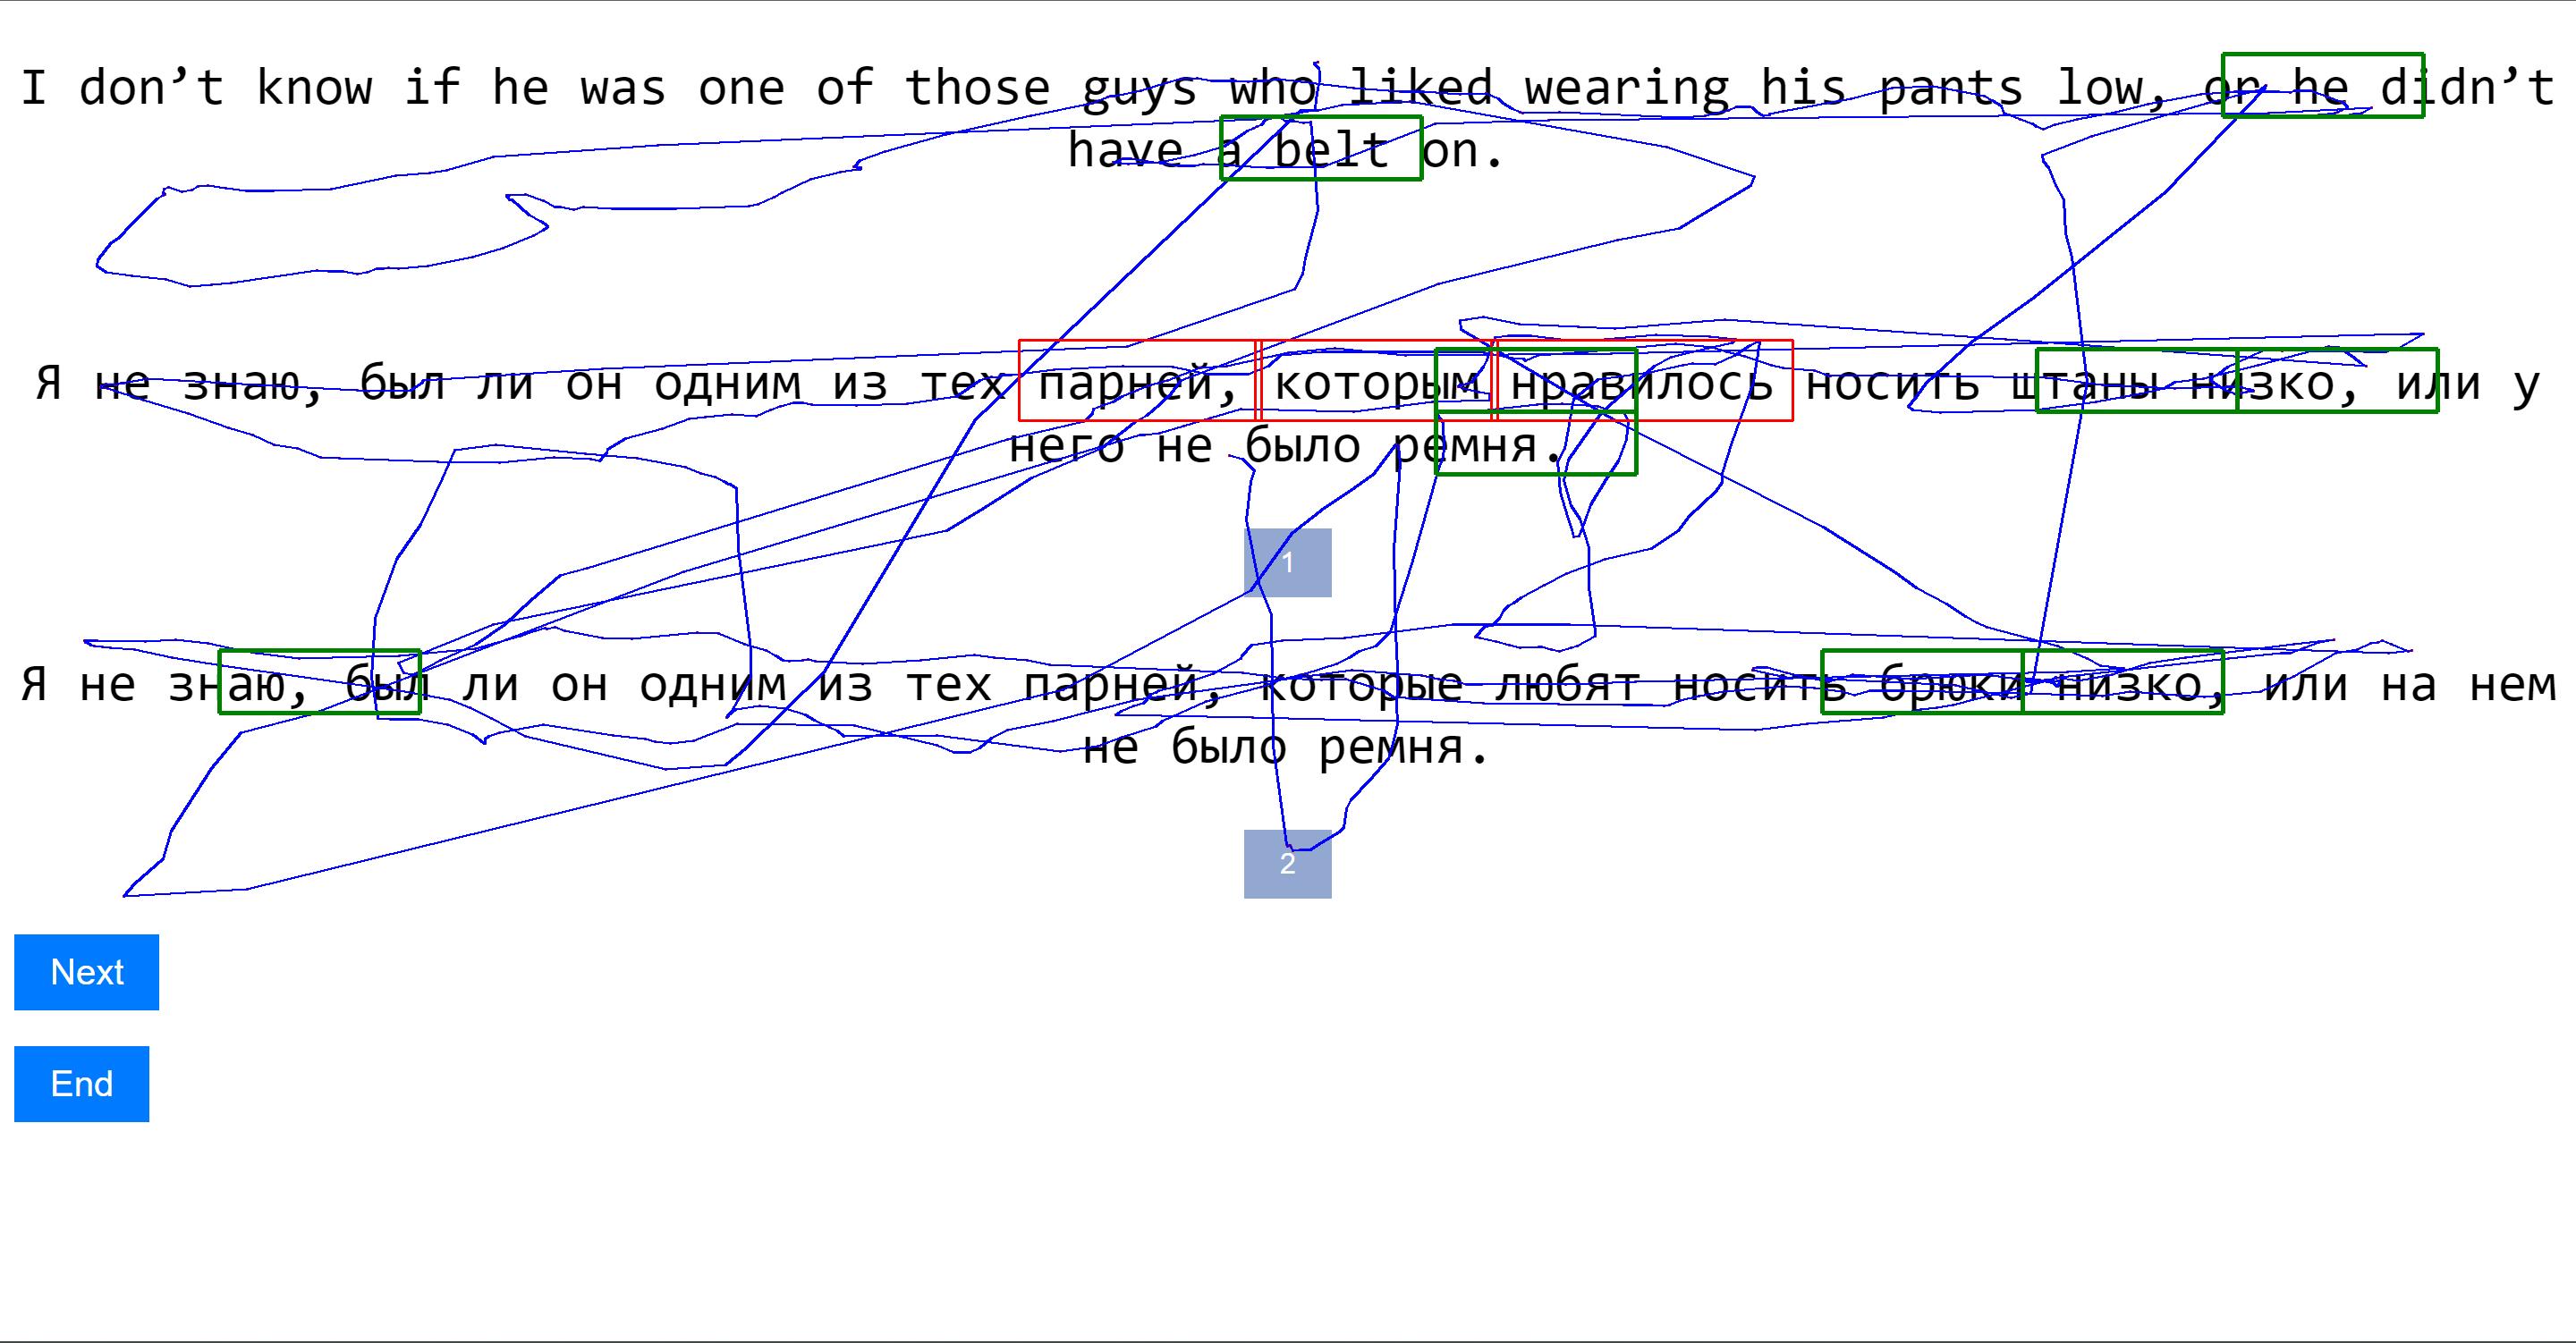 I don’t know if he was one of those guys who liked wearing his pants low, or he didn’t
have a belt on.
Я не знаю, был ли он одним из тех парней, которым нравилось носить штаны низко, или у
него не было ремня.
1
Я не знаю, был ли он одним из тех парней, которые любят носить брюки низко, или на нем
не было ремня.
2
Next
End